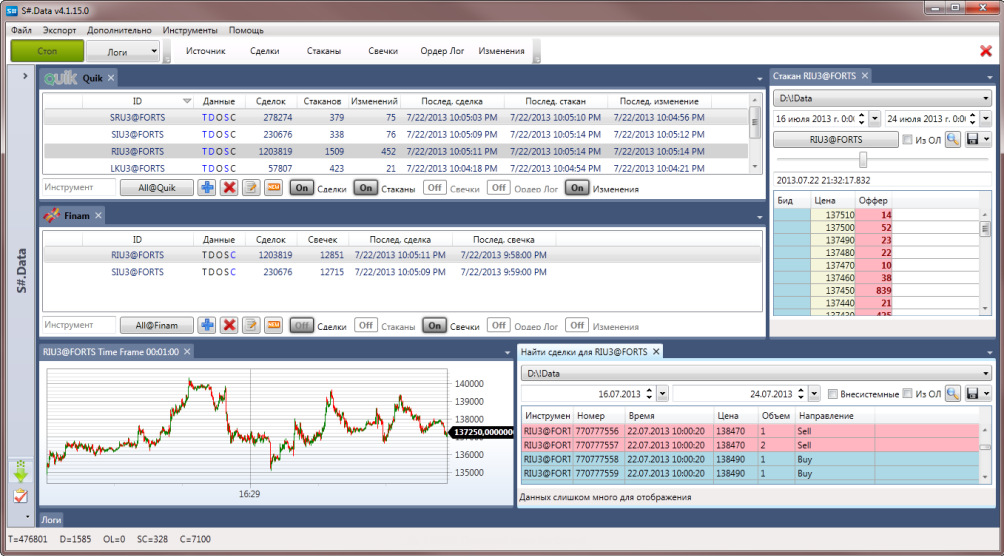 S#.Data v4.1.15.0
Файл Экспорт Дополнительно Инструменты Помощь
Стоп Логи Источник Сделки Стаканы Свечки Ордер Лог Изменения
S#.Data
QUIK Quik
ID Данные Сделок Стаканов Изменений Послед. сделка Послед. стакан Послед. изменение
SRU3@FORTS TDOSC 278274 379 75 7/22/2013 10:05:03 PM 7/22/2013 10:05:10 PM 7/22/2013 10:04:56 PM
SIU3@FORTS TDOSC 230676 338 76 7/22/2013 10:05:09 PM 7/22/2013 10:05:14 PM 7/22/2013 10:05:12 PM
RIU3@FORTS TDOSC 1203819 1509 452 7/22/2013 10:05:11 PM 7/22/2013 10:05:14 PM 7/22/2013 10:05:14 PM
LKU3@FORTS TDOSC 57807 423 21 7/22/2013 10:04:18 PM 7/22/2013 10:04:54 PM 7/22/2013 10:04:21 PM
Инструмент All@Quik NEW On Сделки On Стаканы Off Свечки Off Ордер Лог On Изменения
Finam
ID Данные Сделок Свечек Послед. сделка Послед. свечка
RIU3@FORTS TDOSC 1203819 12851 7/22/2013 10:05:11 PM 7/22/2013 9:58:00 PM
SIU3@FORTS TDOSC 230676 12715 7/22/2013 10:05:09 PM 7/22/2013 9:59:00 PM
Инструмент All@Finam NEW Off Сделки Off Стаканы On Свечки Off Ордер Лог Off Изменения
Стакан RIU3@FORTS
D:\!Data
16 июля 2013 г. 0:0( 24 июля 2013 г. 0:0(
RIU3@FORTS Из ОЛ
2013.07.22 21:32:17.832
Бид Цена Оффер
137510 14
137500 52
137490 23
137480 22
137470 10
137460 38
137450 839
137440 21
137430 425
RIU3@FORTS Time Frame 00:01:00
140000
139000
138000
137250,0000000
136000
135000
16:29
Найти сделки для RIU3@FORTS
D:\!Data
16.07.2013 24.07.2013 Внесистемные Из ОЛ
Инструмен Номер Время Цена Объем Направление
RIU3@FORT 770777556 22.07.2013 10:00:20 138470 1 Sell
RIU3@FORT 770777557 22.07.2013 10:00:20 138470 2 Sell
RIU3@FORT 770777558 22.07.2013 10:00:20 138490 1 Buy
RIU3@FORT 770777559 22.07.2013 10:00:20 138490 1 Buy
Данных слишком много для отображения
Логи
T=476801 D=1585 OL=0 SC=328 C=7100